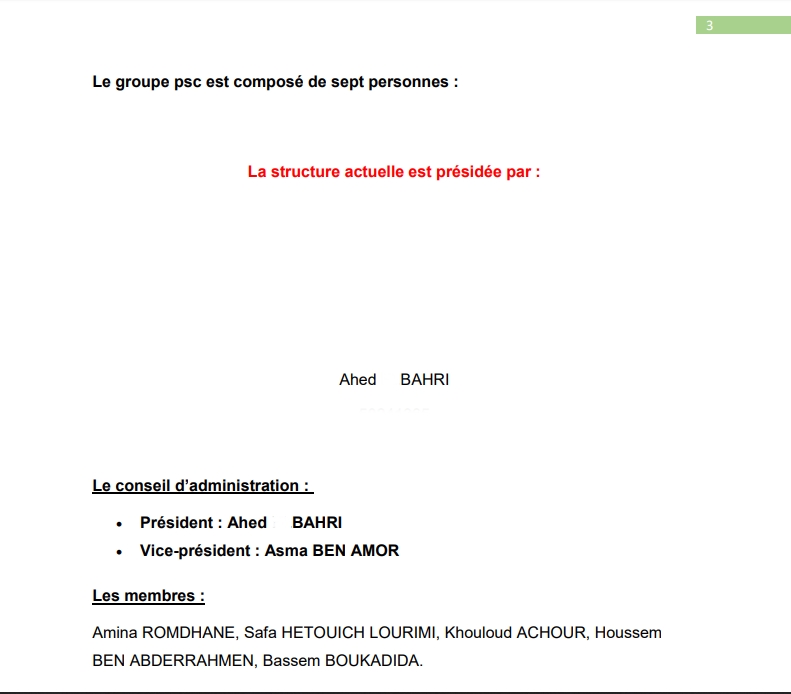 3
Le groupe psc est composé de sept personnes :
La structure actuelle est présidée par :
Ahed BAHRI
Le conseil d’administration :
• Président : Ahed BAHRI
• Vice-président : Asma BEN AMOR
Les membres :
Amina ROMDHANE, Safa HETOUICH LOURIMI, Khouloud ACHOUR, Houssem
BEN ABDERRAHMEN, Bassem BOUKADIDA.